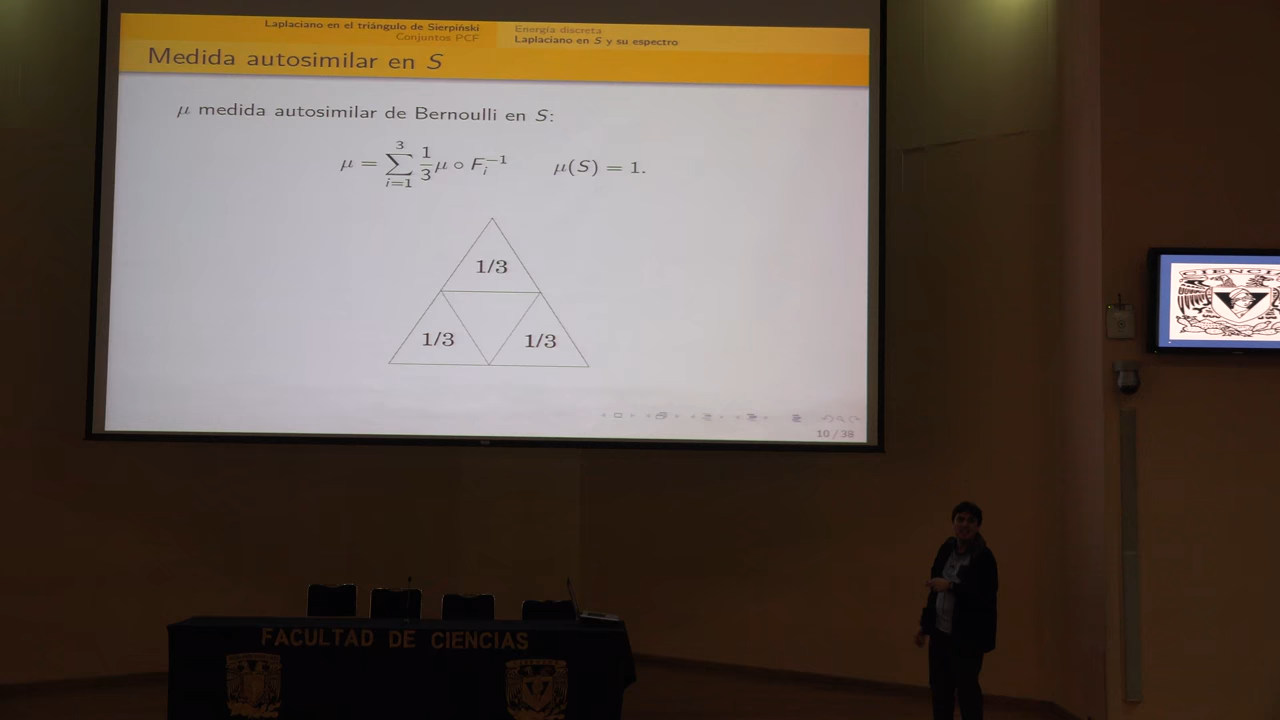 Laplaciano en el triángulo de Sierpiński
Conjuntos PCF
Energía discreta
Laplaciano en S y su espectro
Medida autosimilar en S
μ medida autosimilar de Bernoulli en S:
μ = ∑_{i=1}^{3} 1/3 μ ∘ F_i^{-1}    μ(S) = 1.
1/3
1/3 1/3
10 / 38
CIENCIAS
FACULTAD DE CIENCIAS